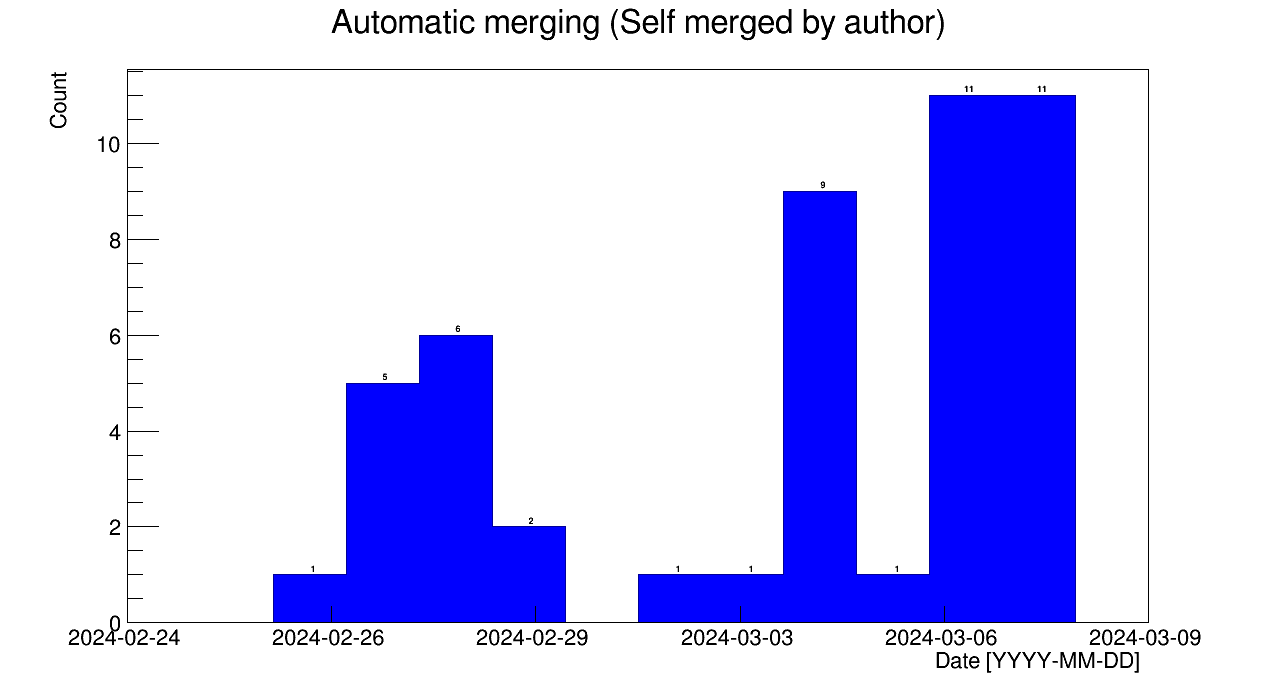 Automatic merging (Self merged by author)
Count
11 11
10
9
8
6
6
5
4
2
2
1 1 1 1
0
2024-02-24 2024-02-26 2024-02-29 2024-03-03 2024-03-06 2024-03-09
Date [YYYY-MM-DD]